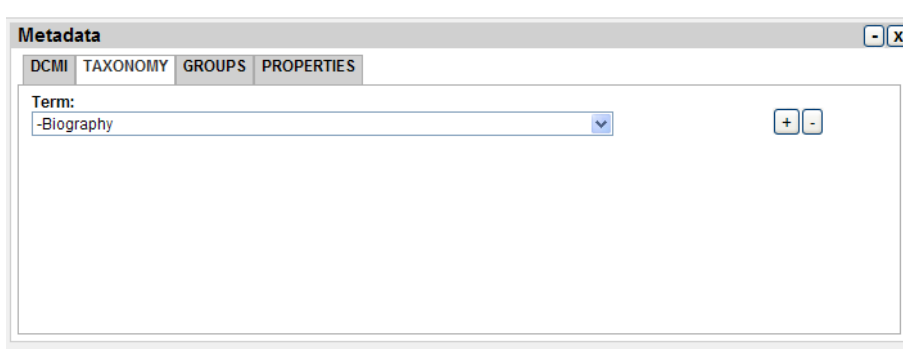 Metadata - x
DCMI TAXONOMY GROUPS PROPERTIES
Term:
-Biography + -